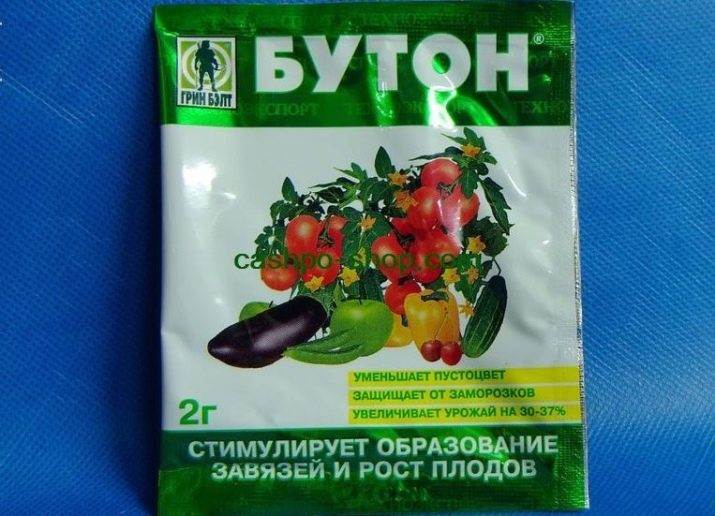 БУТОН®
ГРИН БЭЛТ
cashpo-shop.com
УМЕНЬШАЕТ ПУСТОЦВЕТ
ЗАЩИЩАЕТ ОТ ЗАМОРОЗКОВ
УВЕЛИЧИВАЕТ УРОЖАЙ НА 30-37%
2г
СТИМУЛИРУЕТ ОБРАЗОВАНИЕ
ЗАВЯЗЕЙ И РОСТ ПЛОДОВ